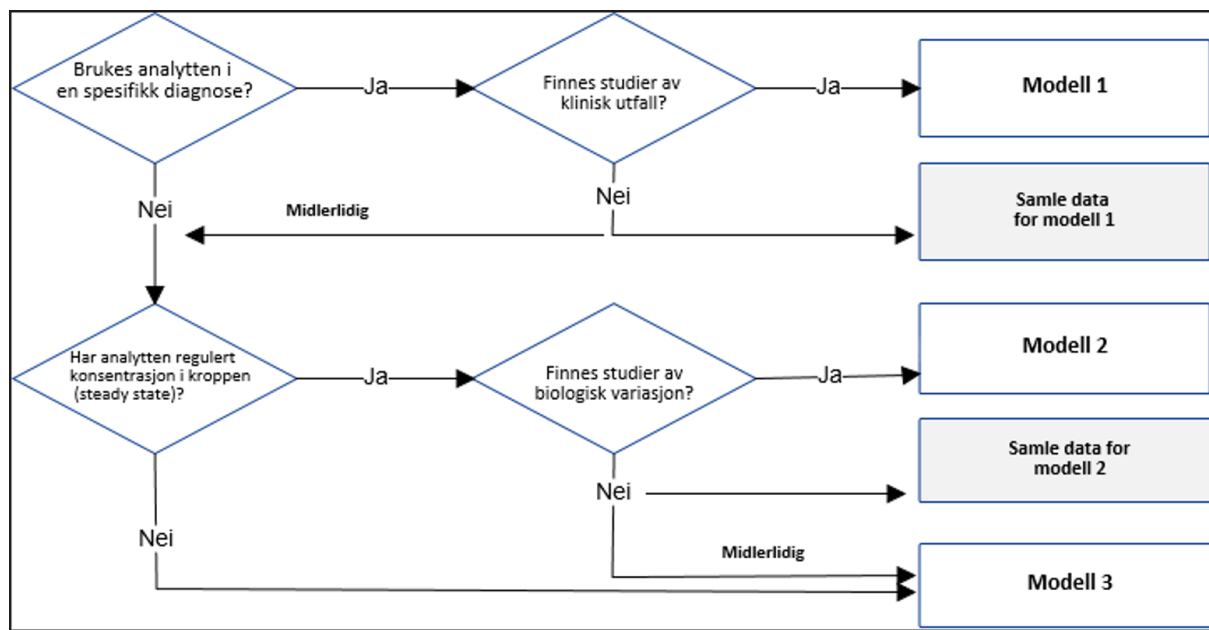 Brukes analytten i
en spesifikk diagnose?
Ja
Finnes studier av
klinisk utfall?
Ja
Modell 1
Nei
Midlerlidig
Nei
Samle data
for modell 1
Har analytten regulert
konsentrasjon i kroppen
(steady state)?
Ja
Finnes studier av
biologisk variasjon?
Ja
Modell 2
Nei
Samle data for
modell 2
Nei
Midlerlidig
Modell 3